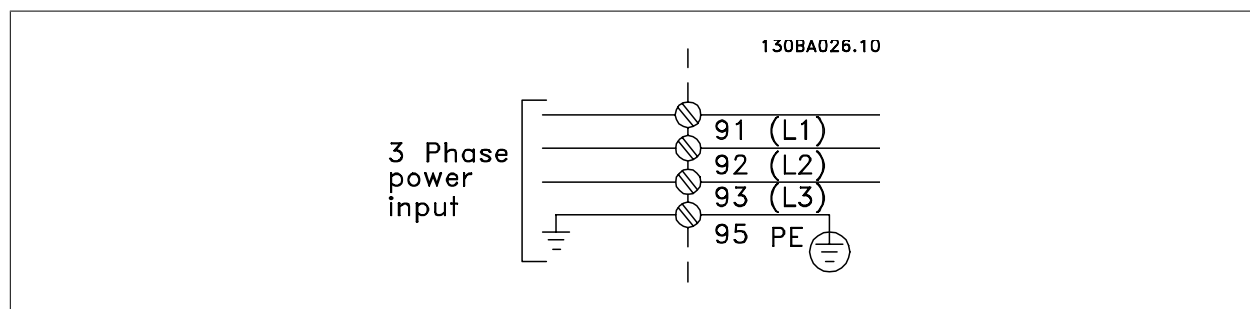 130BA026.10
3 Phase
power
input
91 (L1)
92 (L2)
93 (L3)
95 PE